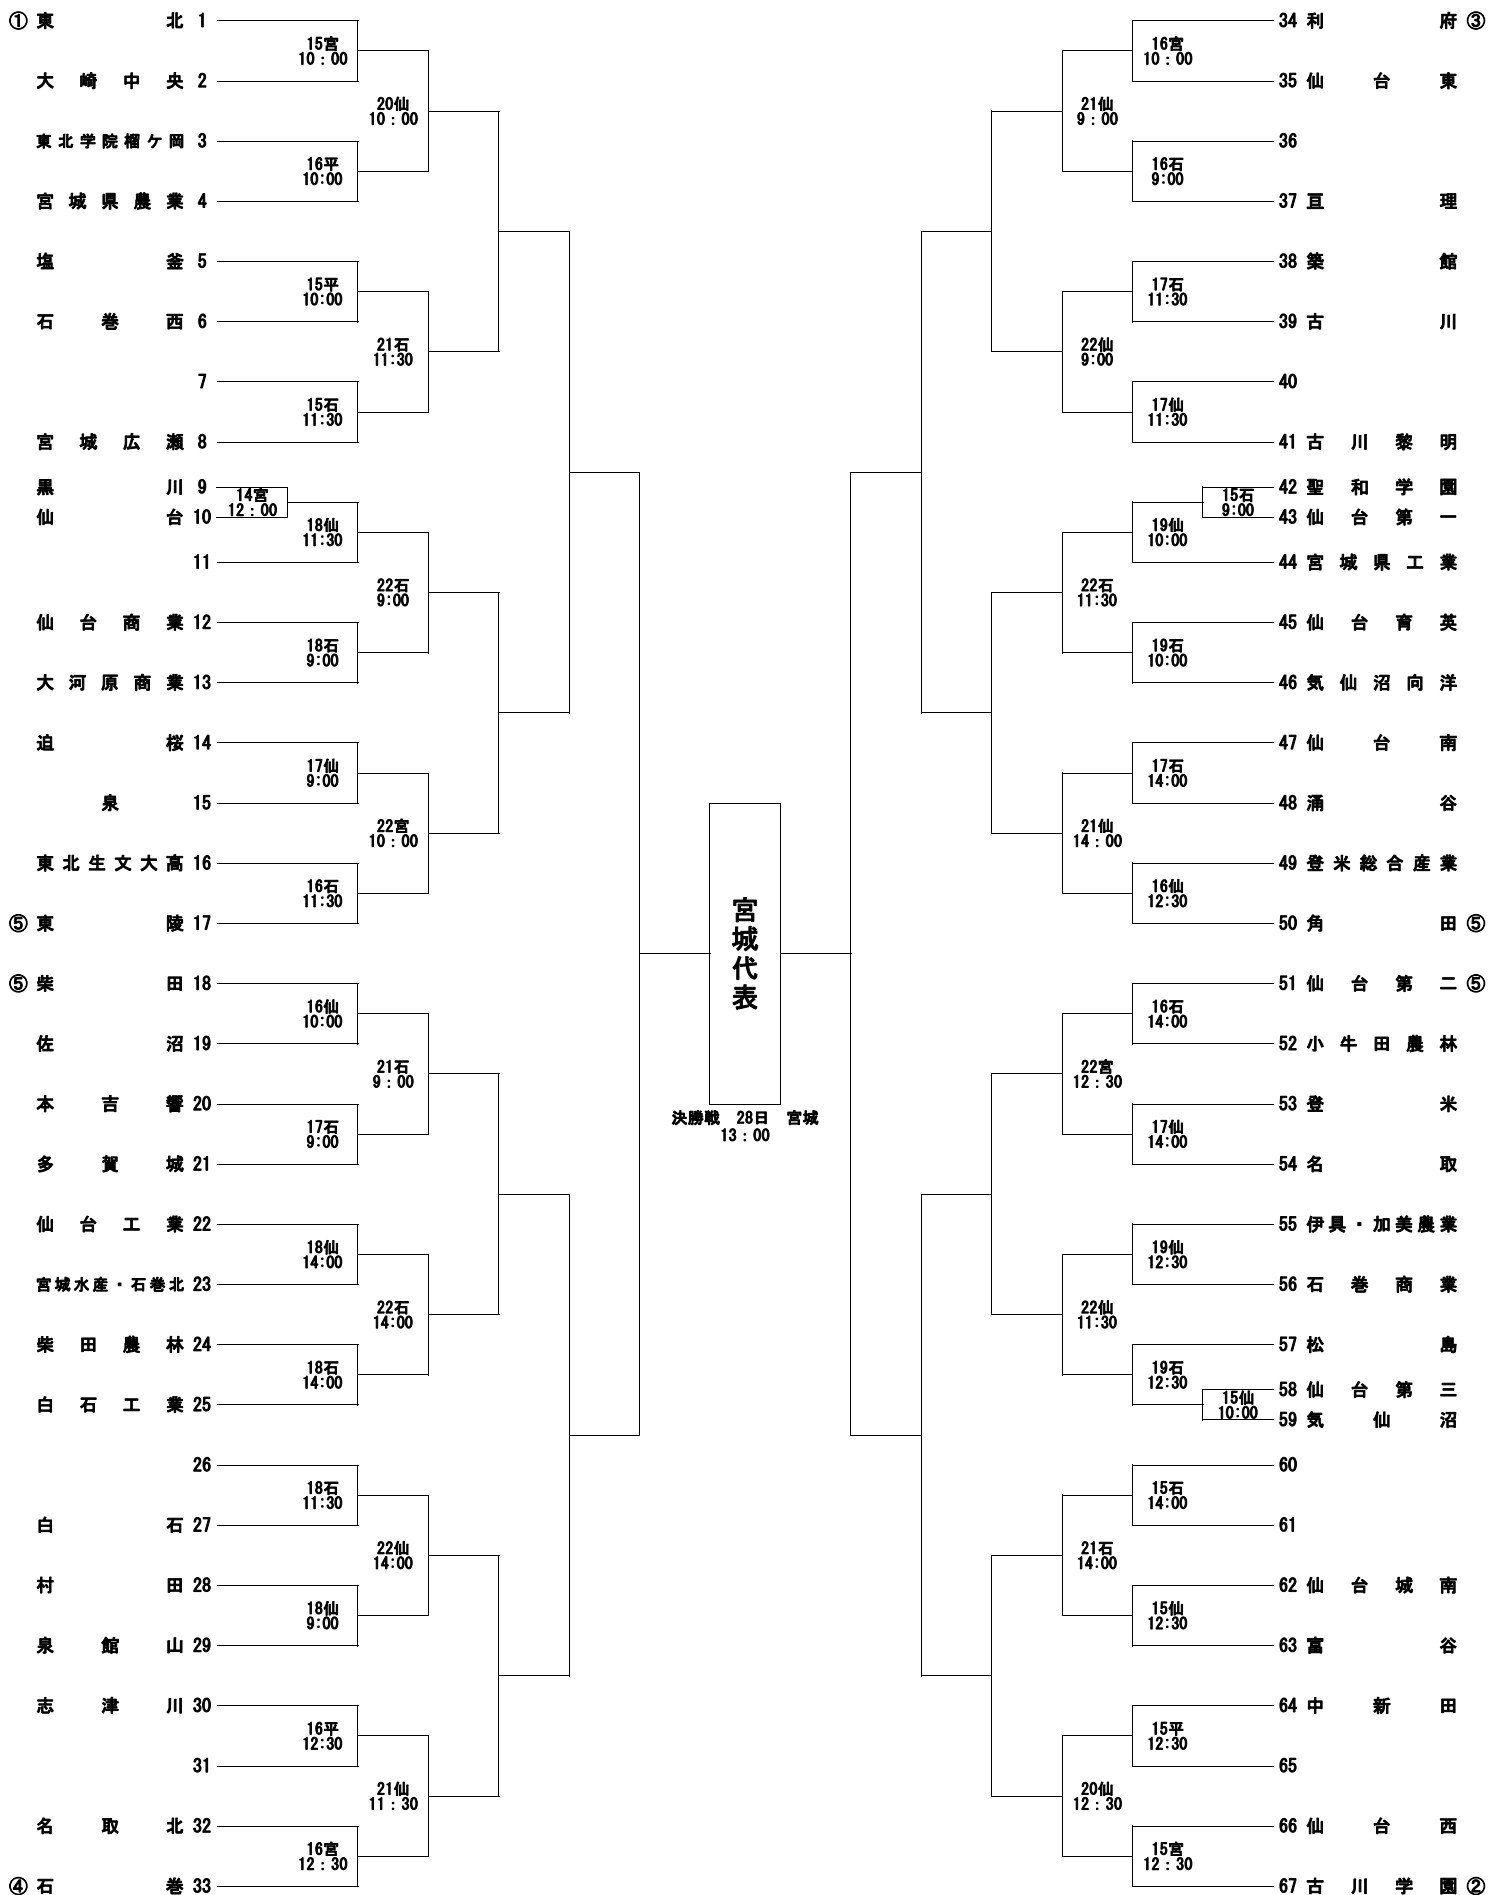 ① 東北 1
15宮
10：00
大崎中央 2
20仙
10：00
東北学院榴ケ岡 3
16平
10:00
宮城県農業 4
塩釜 5
15平
10:00
石巻西 6
21石
11:30
7
15石
11:30
宮城広瀬 8
黒川 9
14宮
12：00
仙台 10
18仙
11:30
11
22石
9:00
仙台商業 12
18石
9:00
大河原商業 13
迫桜 14
17仙
9:00
泉 15
22宮
10：00
東北生文大高 16
16石
11:30
⑤ 東陵 17
⑤ 柴田 18
16仙
10:00
佐沼 19
21石
9：00
本吉響 20
17石
9:00
多賀城 21
仙台工業 22
18仙
14:00
宮城水産・石巻北 23
22石
14:00
柴田農林 24
18石
14:00
白石工業 25
26
18石
11:30
白石 27
22仙
14:00
村田 28
18仙
9:00
泉館山 29
志津川 30
16平
12:30
31
21仙
11：30
名取北 32
16宮
12：30
④ 石巻 33
宮城代表
決勝戦 28日 宮城
13：00
34 利府 ③
16宮
10：00
35 仙台東
21仙
9：00
36
16石
9:00
37 亘理
38 築館
17石
11:30
39 古川
22仙
9:00
40
17仙
11:30
41 古川黎明
42 聖和学園
15石
9:00
43 仙台第一
19仙
10:00
44 宮城県工業
22石
11:30
45 仙台育英
19石
10:00
46 気仙沼向洋
47 仙台南
17石
14:00
48 涌谷
21仙
14：00
49 登米総合産業
16仙
12:30
50 角田 ⑤
51 仙台第二 ⑤
16石
14:00
52 小牛田農林
22宮
12：30
53 登米
17仙
14:00
54 名取
55 伊具・加美農業
19仙
12:30
56 石巻商業
22仙
11:30
57 松島
19石
12:30
58 仙台第三
15仙
10:00
59 気仙沼
60
15石
14:00
61
21石
14:00
62 仙台城南
15仙
12:30
63 富谷
64 中新田
15平
12:30
65
20仙
12：30
66 仙台西
15宮
12：30
67 古川学園 ②